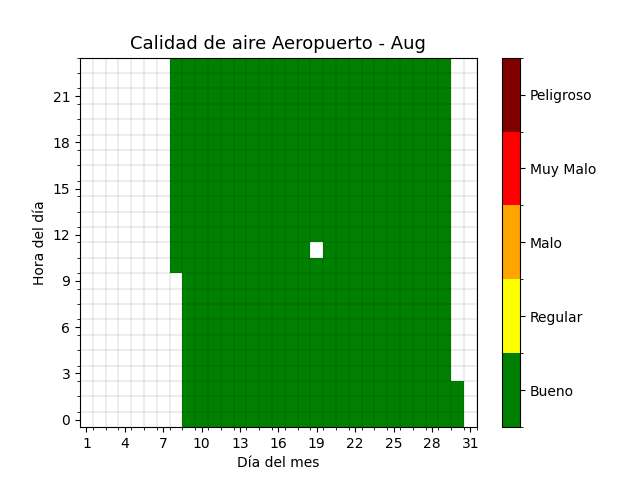 Calidad de aire Aeropuerto - Aug
Hora del día
21
18
15
12
9
6
3
0
1 4 7 10 13 16 19 22 25 28 31
Día del mes
Peligroso
Muy Malo
Malo
Regular
Bueno